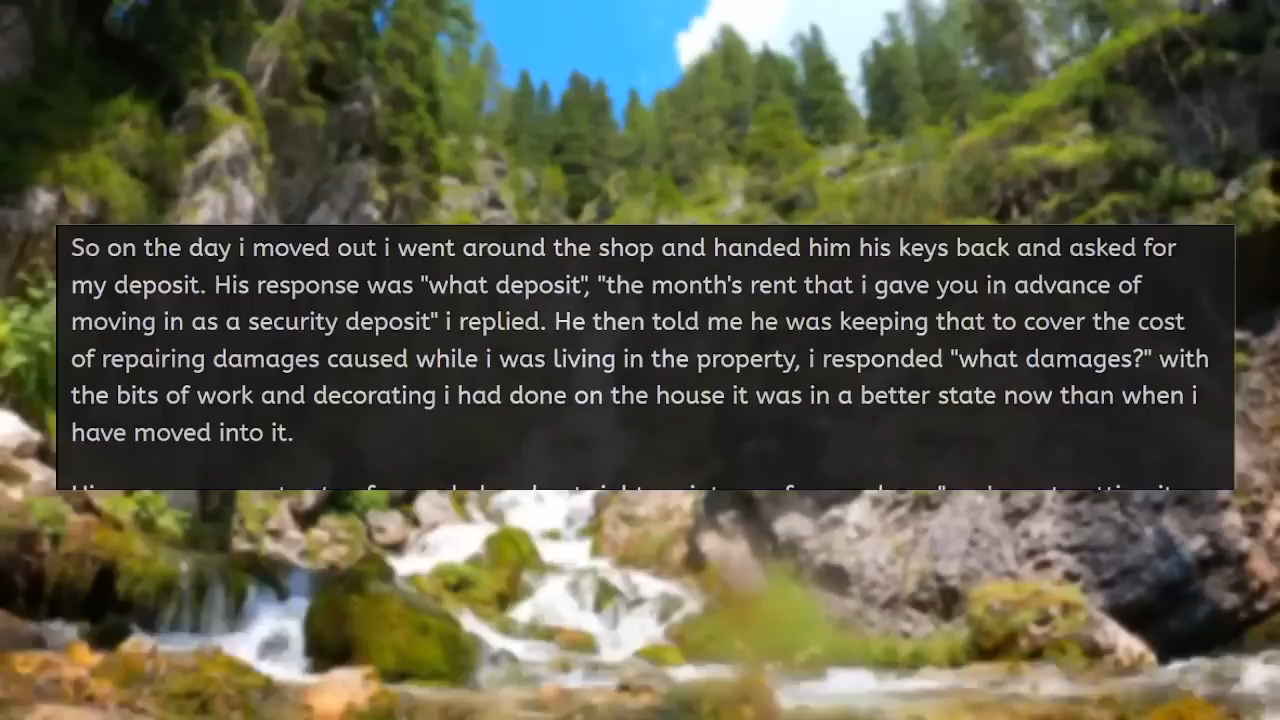 So on the day i moved out i went around the shop and handed him his keys back and asked for
my deposit. His response was "what deposit", "the month's rent that i gave you in advance of
moving in as a security deposit" i replied. He then told me he was keeping that to cover the cost
of repairing damages caused while i was living in the property, i responded "what damages?" with
the bits of work and decorating i had done on the house it was in a better state now than when i
have moved into it.